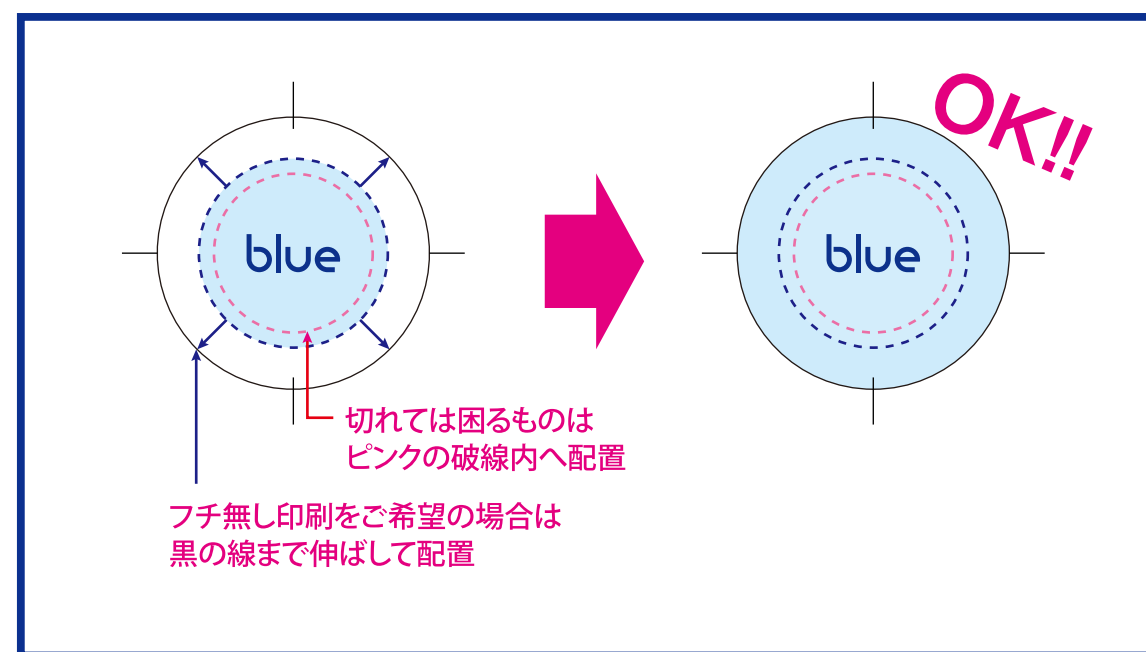 OK!!
blue
blue
切れては困るものは
ピンクの破線内へ配置
フチ無し印刷をご希望の場合は
黒の線まで伸ばして配置